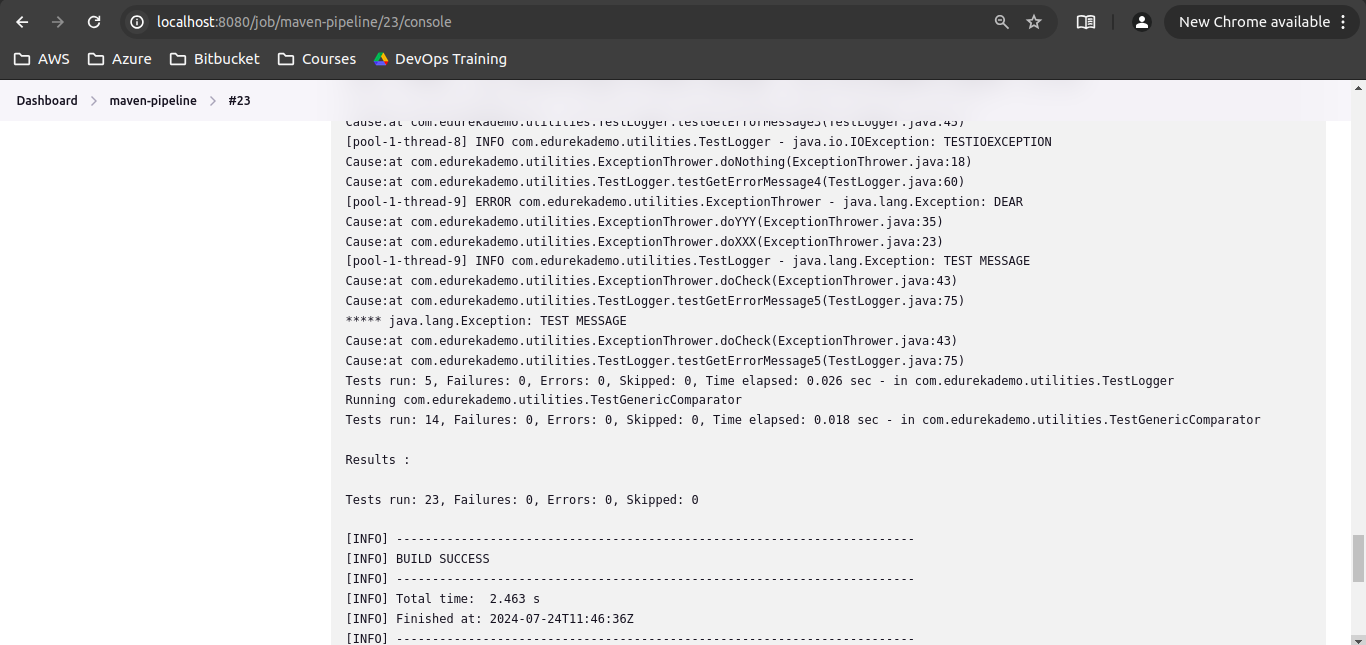 localhost:8080/job/maven-pipeline/23/console
New Chrome available
AWS
Azure
Bitbucket
Courses
DevOps Training
Dashboard
maven-pipeline
#23
Cause:at com.edurekademo.utilities.TestLogger.testGetErrorMessage3(TestLogger.java:45)
[pool-1-thread-8] INFO com.edurekademo.utilities.TestLogger - java.io.IOException: TESTIOEXCEPTION
Cause:at com.edurekademo.utilities.ExceptionThrower.doNothing(ExceptionThrower.java:18)
Cause:at com.edurekademo.utilities.TestLogger.testGetErrorMessage4(TestLogger.java:60)
[pool-1-thread-9] ERROR com.edurekademo.utilities.ExceptionThrower - java.lang.Exception: DEAR
Cause:at com.edurekademo.utilities.ExceptionThrower.doYYY(ExceptionThrower.java:35)
Cause:at com.edurekademo.utilities.ExceptionThrower.doXXX(ExceptionThrower.java:23)
[pool-1-thread-9] INFO com.edurekademo.utilities.TestLogger - java.lang.Exception: TEST MESSAGE
Cause:at com.edurekademo.utilities.ExceptionThrower.doCheck(ExceptionThrower.java:43)
Cause:at com.edurekademo.utilities.TestLogger.testGetErrorMessage5(TestLogger.java:75)
***** java.lang.Exception: TEST MESSAGE
Cause:at com.edurekademo.utilities.ExceptionThrower.doCheck(ExceptionThrower.java:43)
Cause:at com.edurekademo.utilities.TestLogger.testGetErrorMessage5(TestLogger.java:75)
Tests run: 5, Failures: 0, Errors: 0, Skipped: 0, Time elapsed: 0.026 sec - in com.edurekademo.utilities.TestLogger
Running com.edurekademo.utilities.TestGenericComparator
Tests run: 14, Failures: 0, Errors: 0, Skipped: 0, Time elapsed: 0.018 sec - in com.edurekademo.utilities.TestGenericComparator
Results :
Tests run: 23, Failures: 0, Errors: 0, Skipped: 0
[INFO] ------------------------------------------------------------------------
[INFO] BUILD SUCCESS
[INFO] ------------------------------------------------------------------------
[INFO] Total time:  2.463 s
[INFO] Finished at: 2024-07-24T11:46:36Z
[INFO] ------------------------------------------------------------------------